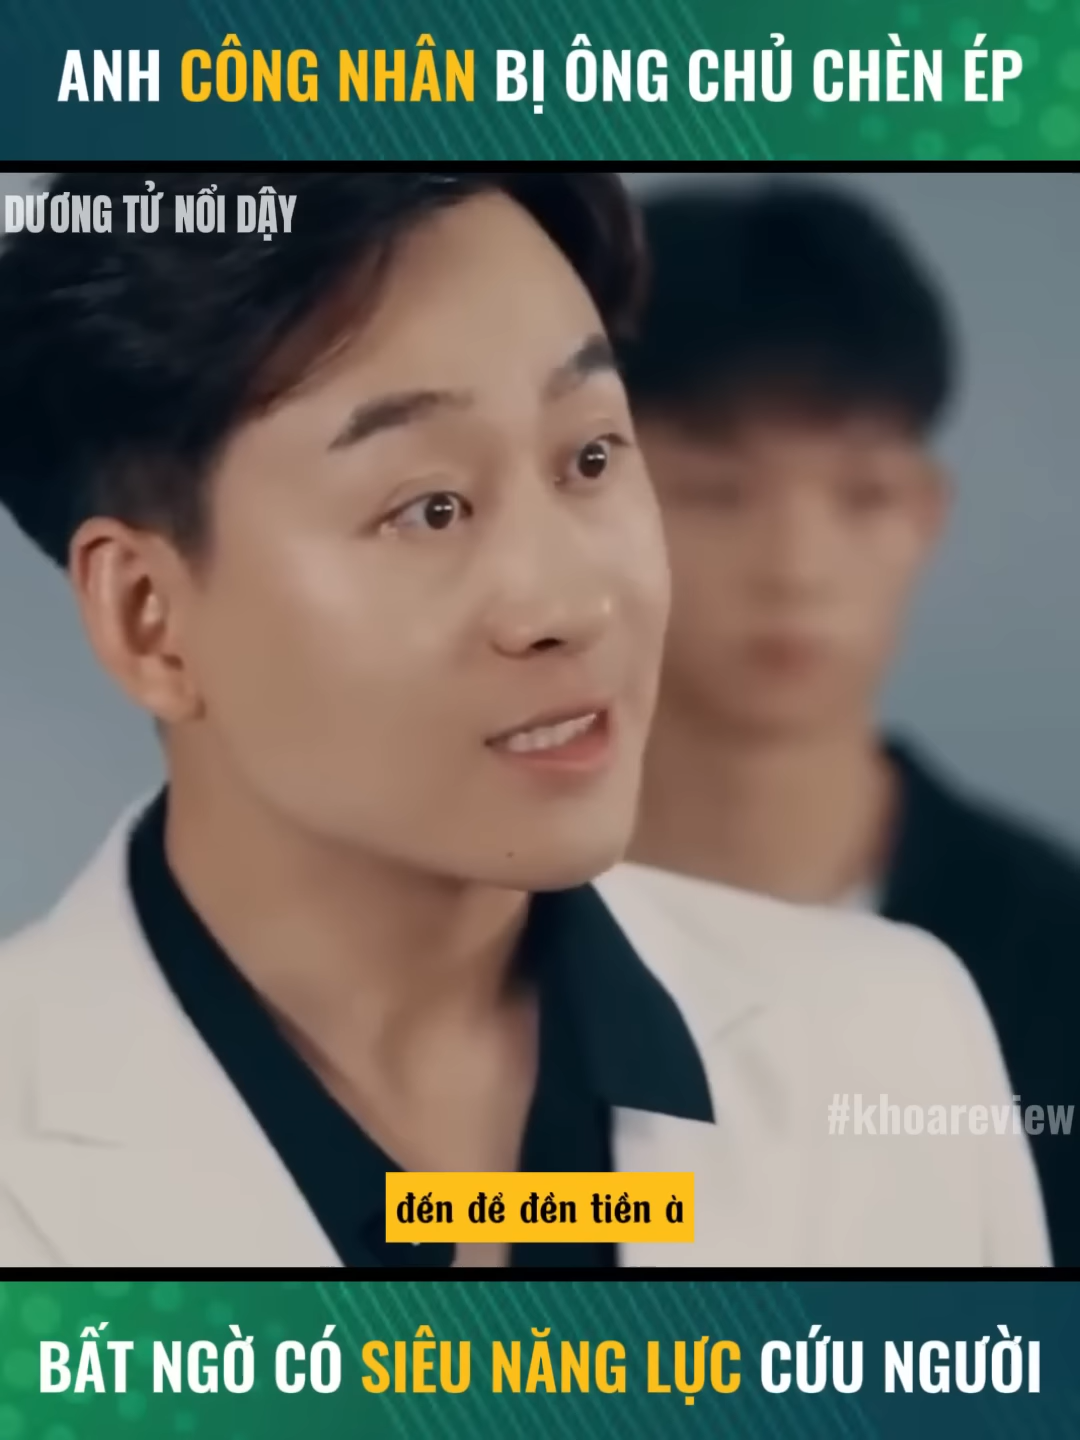 ANH CÔNG NHÂN BỊ ÔNG CHỦ CHÈN ÉP
DƯƠNG TỬ NỔI DẬY
#khoareview
đến để đền tiền à
BẤT NGỜ CÓ SIÊU NĂNG LỰC CỨU NGƯỜI